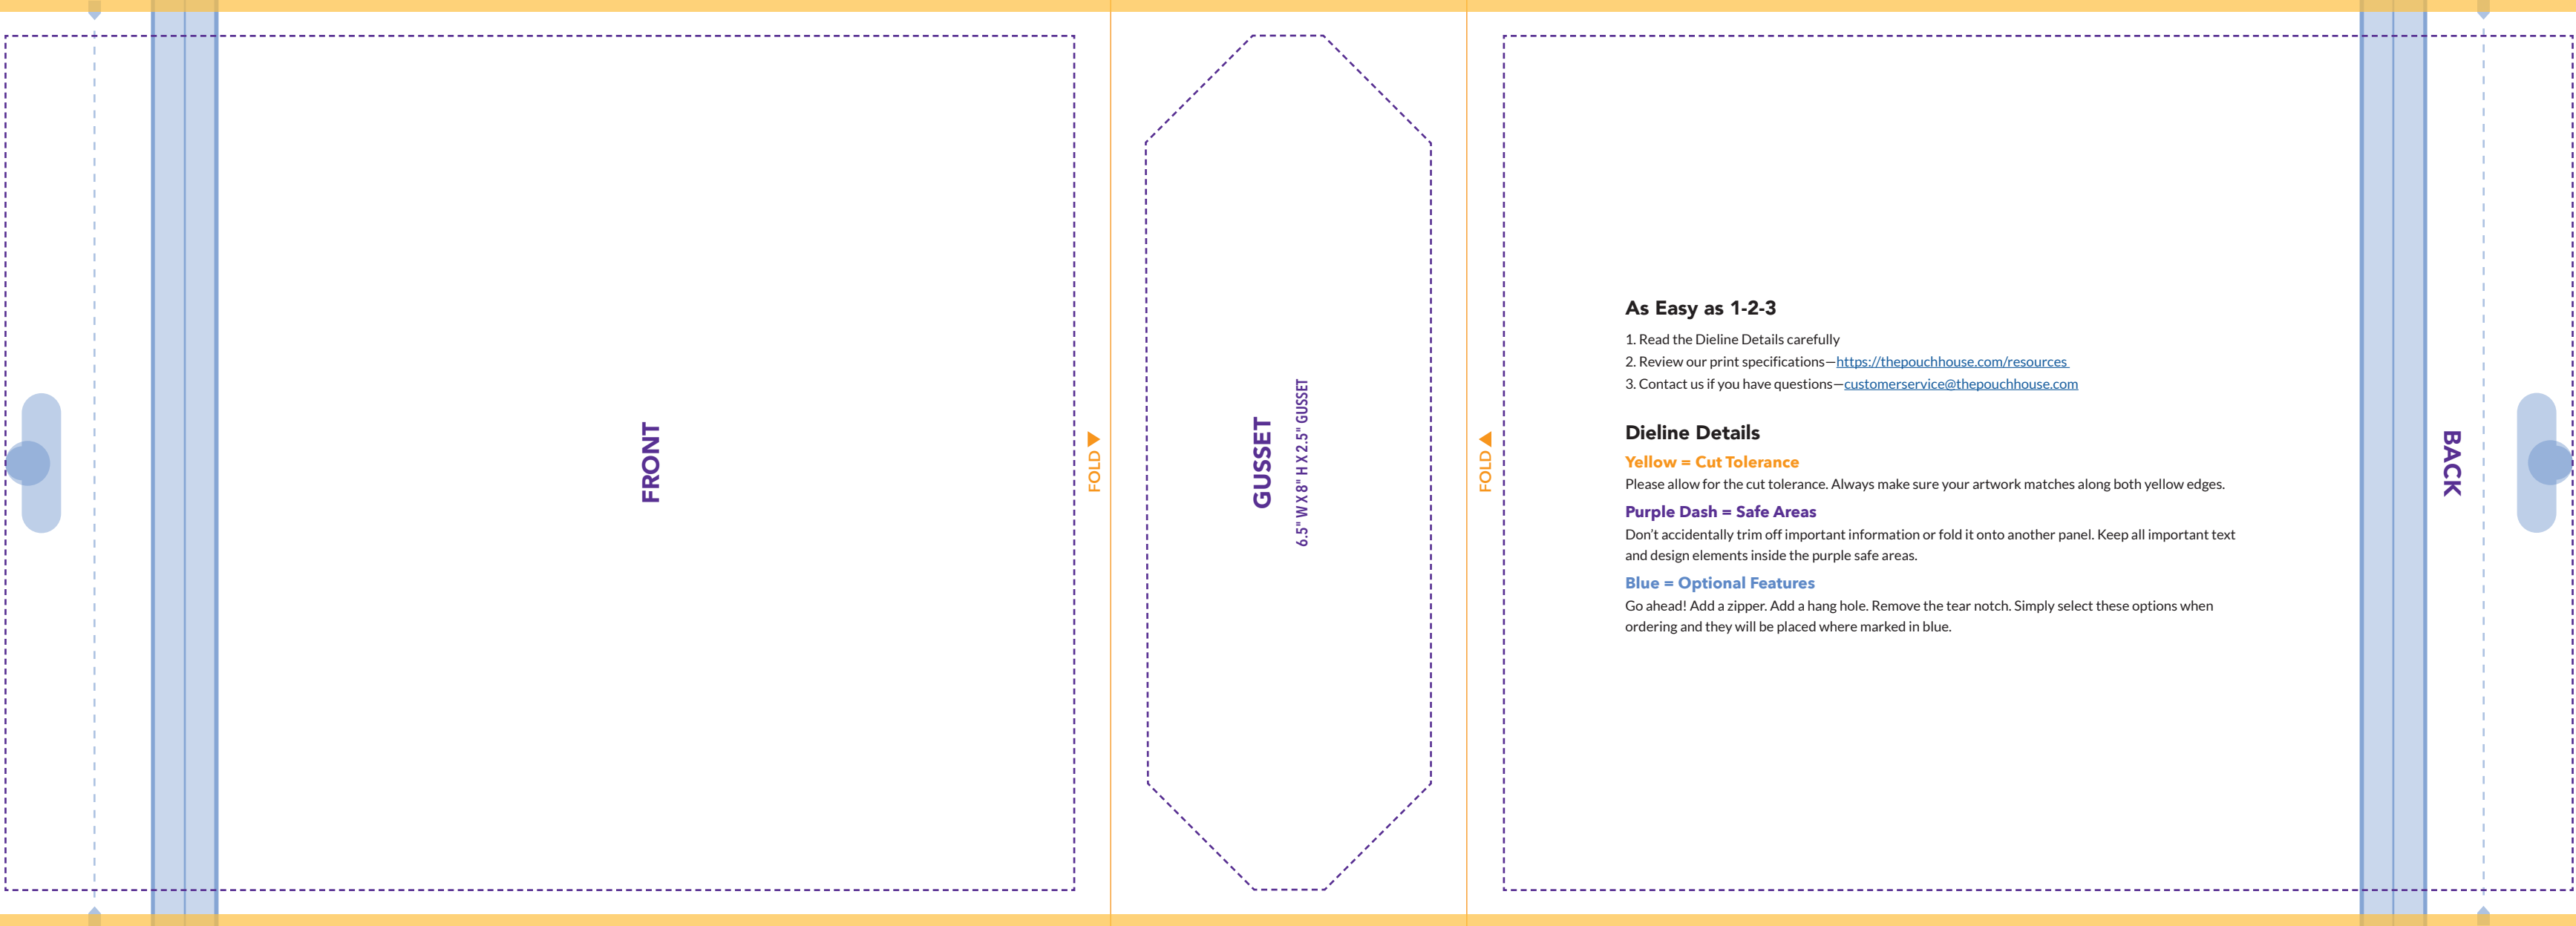 FRONT
FOLD
GUSSET
6.5" W X 8" H X 2.5" GUSSET
FOLD
As Easy as 1-2-3
1. Read the Dieline Details carefully
2. Review our print specifications—https://thepouchhouse.com/resources
3. Contact us if you have questions—customerservice@thepouchhouse.com
Dieline Details
Yellow = Cut Tolerance
Please allow for the cut tolerance. Always make sure your artwork matches along both yellow edges.
Purple Dash = Safe Areas
Don't accidentally trim off important information or fold it onto another panel. Keep all important text
and design elements inside the purple safe areas.
Blue = Optional Features
Go ahead! Add a zipper. Add a hang hole. Remove the tear notch. Simply select these options when
ordering and they will be placed where marked in blue.
BACK